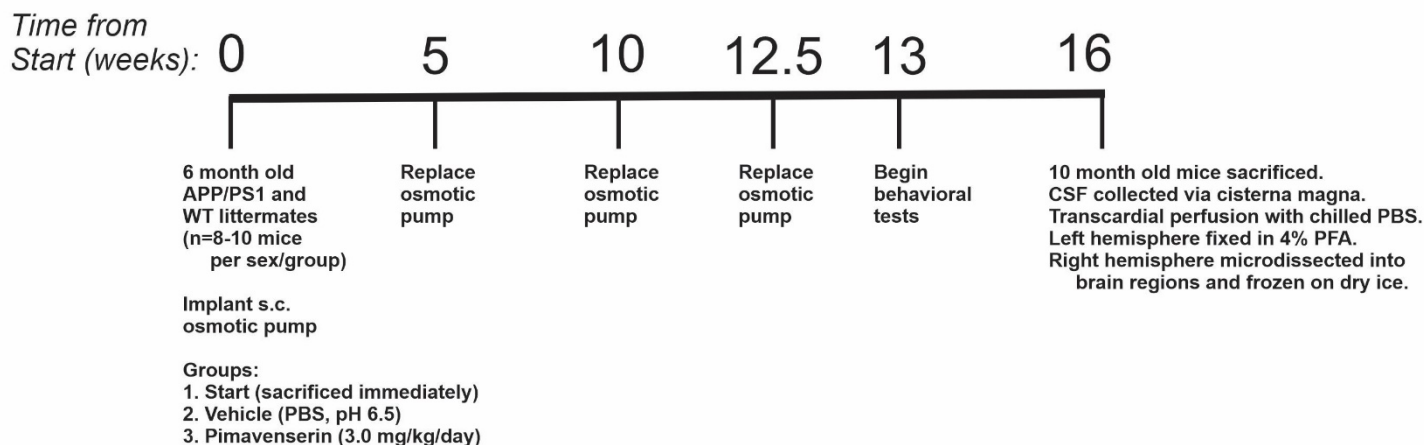 Time from
Start (weeks): 0 5 10 12.5 13 16
6 month old
APP/PS1 and
WT littermates
(n=8-10 mice
per sex/group)
Implant s.c.
osmotic pump
Groups:
1. Start (sacrificed immediately)
2. Vehicle (PBS, pH 6.5)
3. Pimavenserin (3.0 mg/kg/day)
Replace
osmotic
pump
Replace
osmotic
pump
Replace
osmotic
pump
Begin
behavioral
tests
10 month old mice sacrificed.
CSF collected via cisterna magna.
Transcardial perfusion with chilled PBS.
Left hemisphere fixed in 4% PFA.
Right hemisphere microdissected into
brain regions and frozen on dry ice.